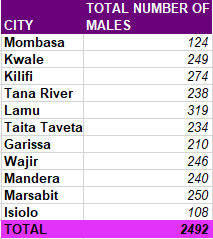 CITY TOTAL NUMBER OF MALES
Mombasa 124
Kwale 249
Kilifi 274
Tana River 238
Lamu 319
Taita Taveta 234
Garissa 210
Wajir 246
Mandera 240
Marsabit 250
Isiolo 108
TOTAL 2492